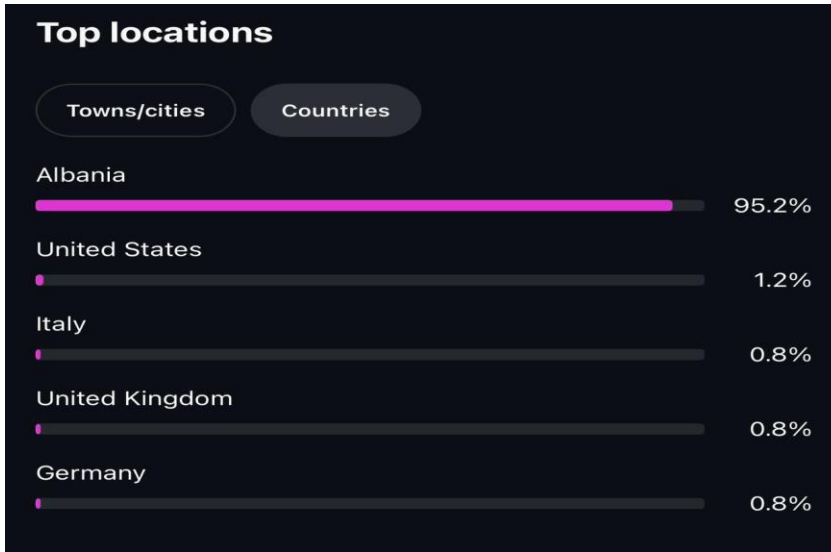 Top locations
Towns/cities Countries
Albania
95.2%
United States
1.2%
Italy
0.8%
United Kingdom
0.8%
Germany
0.8%